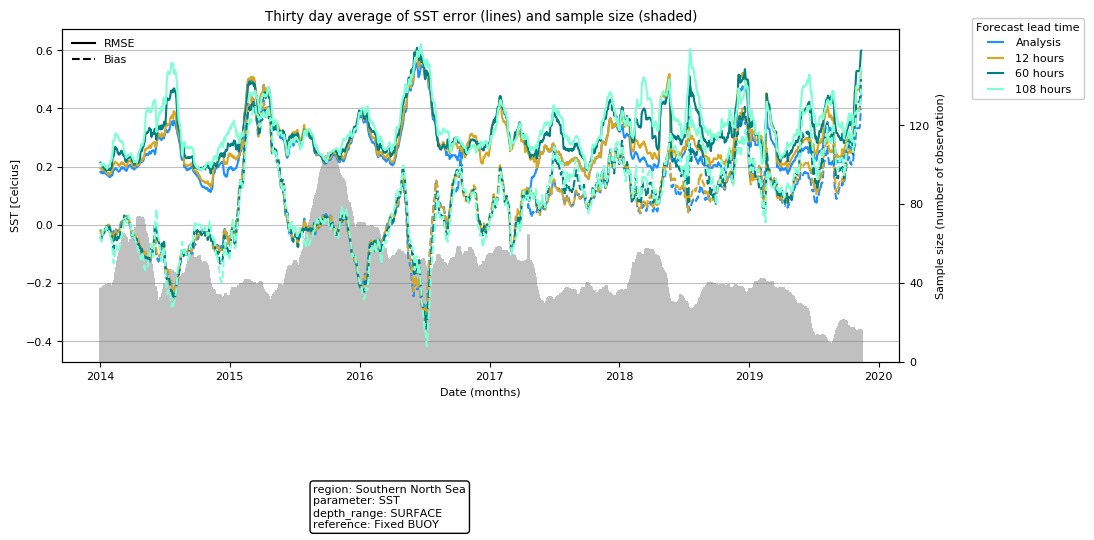 Thirty day average of SST error (lines) and sample size (shaded)
RMSE
Bias
Forecast lead time
Analysis
12 hours
60 hours
108 hours
0.6
0.4
0.2
0.0
−0.2
−0.4
SST [Celcius]
120
80
40
0
Sample size (number of observation)
2014 2015 2016 2017 2018 2019 2020
Date (months)
region: Southern North Sea
parameter: SST
depth_range: SURFACE
reference: Fixed BUOY